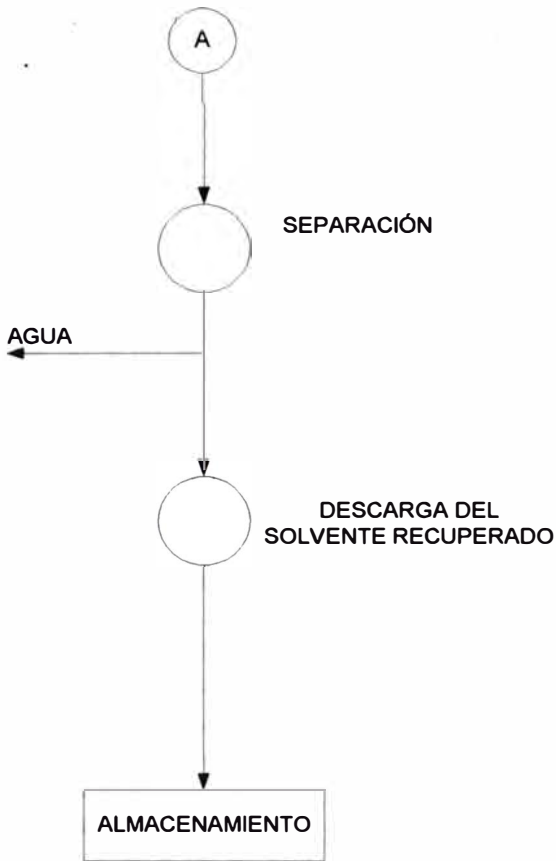 A
SEPARACIÓN
AGUA
DESCARGA DEL
SOLVENTE RECUPERADO
ALMACENAMIENTO